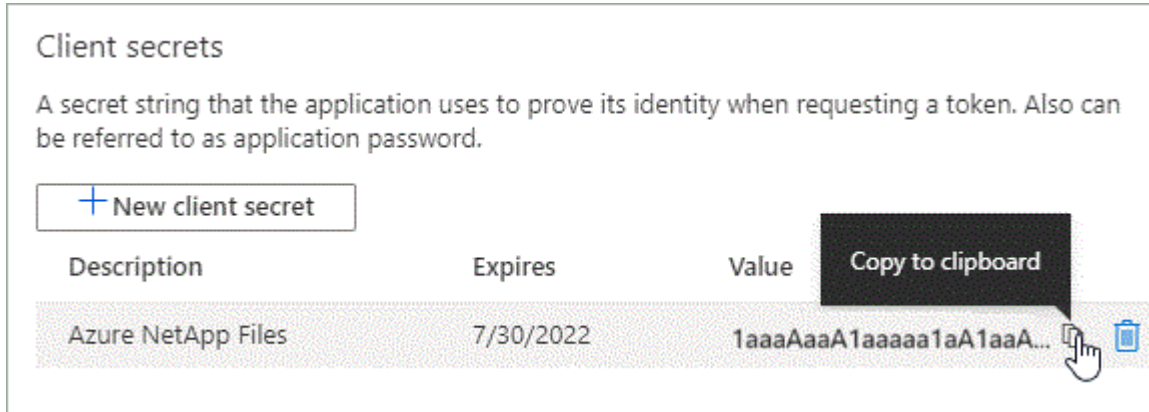 Client secrets
A secret string that the application uses to prove its identity when requesting a token. Also can
be referred to as application password.
New client secret
Description Expires Value Copy to clipboard
Azure NetApp Files 7/30/2022 1aaaAaaA1aaaaa1aA1aaA...